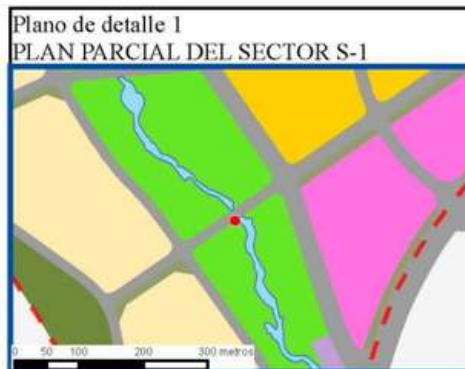 Plano de detalle 1
PLAN PARCIAL DEL SECTOR S-1
0 50 100 200 300 metros